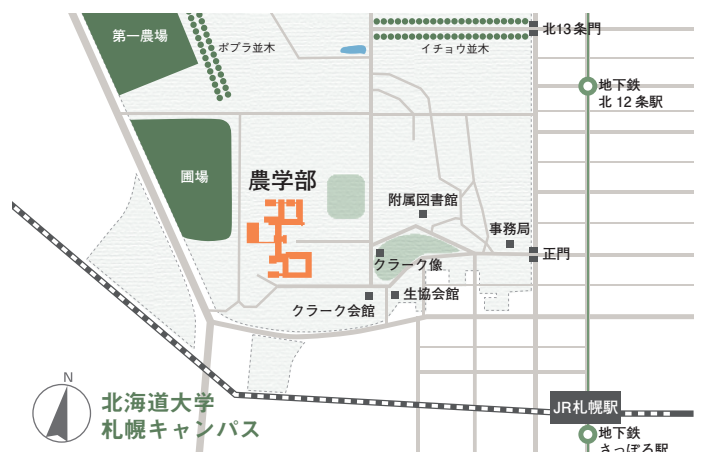 第一農場
ポプラ並木
イチョウ並木
北13条門
地下鉄
北12条駅
圃場
農学部
附属図書館
事務局
正門
クラーク像
生協会館
クラーク会館
N
北海道大学
札幌キャンパス
JR札幌駅
地下鉄
さっぽろ駅